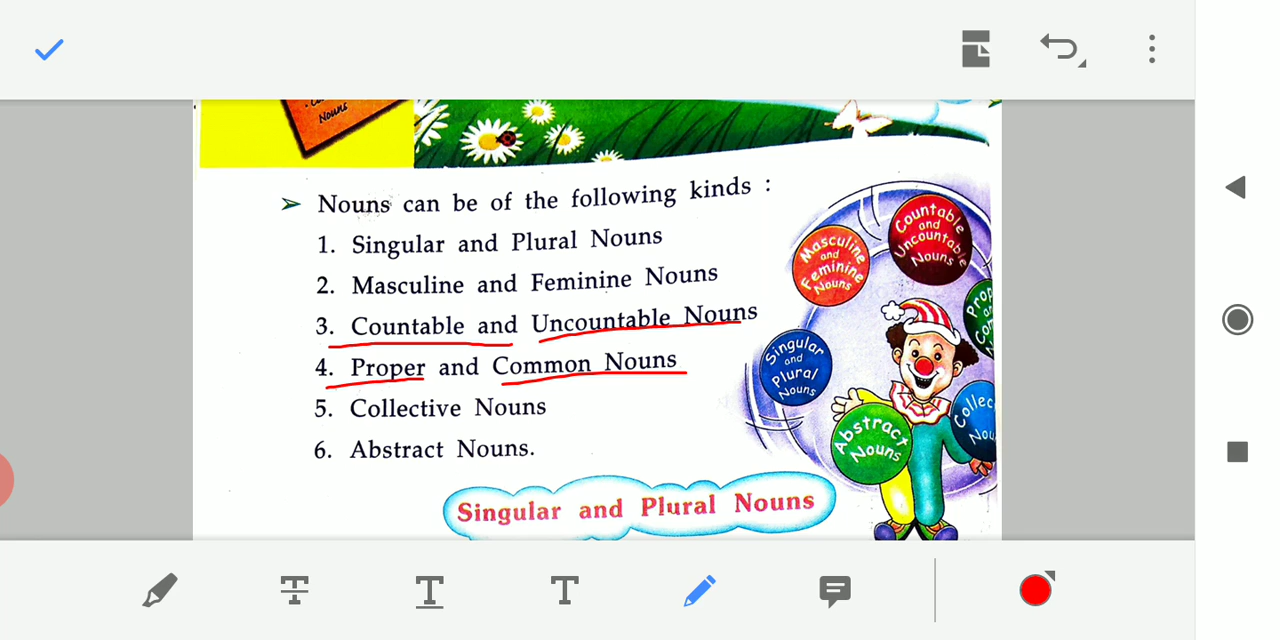 Nouns
➢ Nouns can be of the following kinds :
1. Singular and Plural Nouns
2. Masculine and Feminine Nouns
3. Countable and Uncountable Nouns
4. Proper and Common Nouns
5. Collective Nouns
6. Abstract Nouns.
Countable
and
Uncountable
Nouns
Masculine
and
Feminine
Nouns
Singular
and
Plural
Nouns
Abstract
Nouns
Singular and Plural Nouns